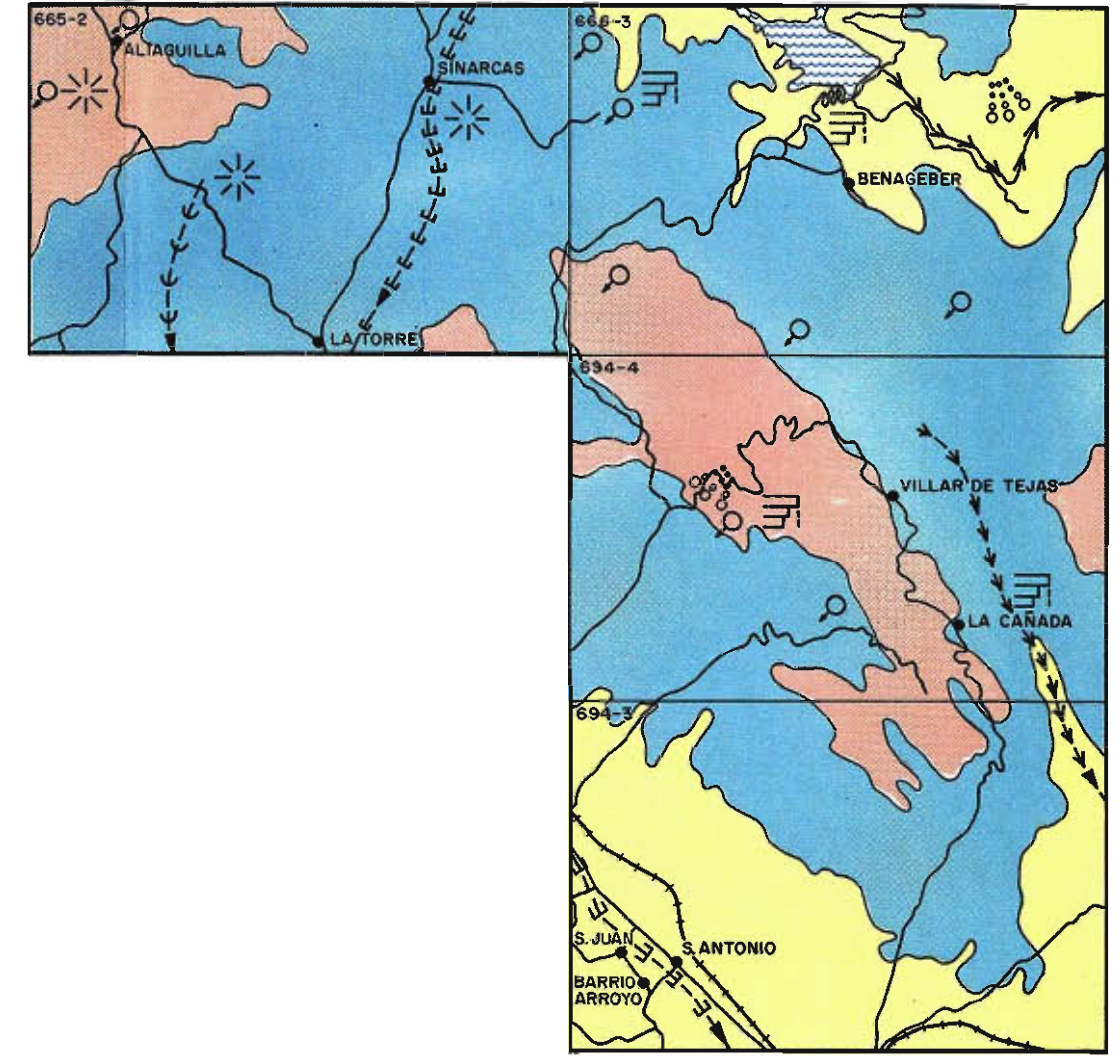 665-2
ALIAGUILLA
SINARCAS
LA TORRE
666-3
BENAGEBER
694-4
VILLAR DE TEJAS
LA CAÑADA
694-3
S. JUAN
S. ANTONIO
BARRIO
ARROYO